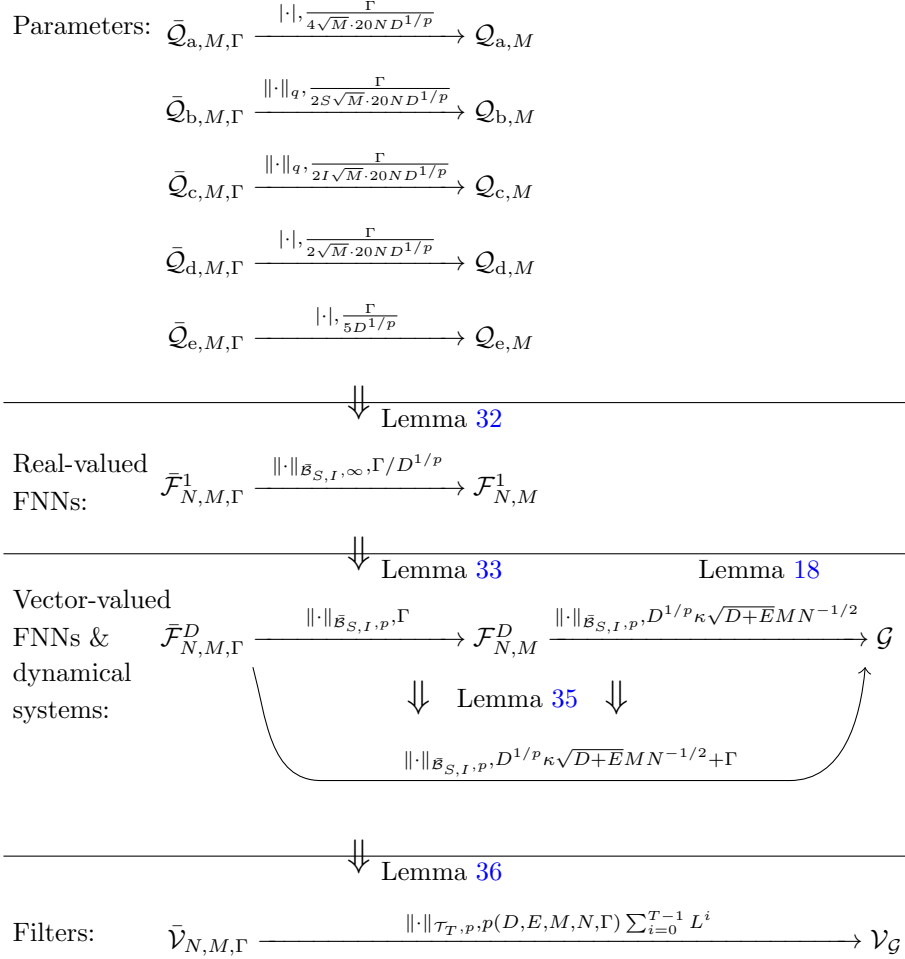 Parameters: $\bar{\mathcal{Q}}_{\mathrm{a},M,\Gamma} \xrightarrow{|\cdot|, \frac{\Gamma}{4\sqrt{M}\cdot 20ND^{1/p}}} \mathcal{Q}_{\mathrm{a},M}$
$\bar{\mathcal{Q}}_{\mathrm{b},M,\Gamma} \xrightarrow{\|\cdot\|_q, \frac{\Gamma}{2S\sqrt{M}\cdot 20ND^{1/p}}} \mathcal{Q}_{\mathrm{b},M}$
$\bar{\mathcal{Q}}_{\mathrm{c},M,\Gamma} \xrightarrow{\|\cdot\|_q, \frac{\Gamma}{2I\sqrt{M}\cdot 20ND^{1/p}}} \mathcal{Q}_{\mathrm{c},M}$
$\bar{\mathcal{Q}}_{\mathrm{d},M,\Gamma} \xrightarrow{|\cdot|, \frac{\Gamma}{2\sqrt{M}\cdot 20ND^{1/p}}} \mathcal{Q}_{\mathrm{d},M}$
$\bar{\mathcal{Q}}_{\mathrm{e},M,\Gamma} \xrightarrow{|\cdot|, \frac{\Gamma}{5D^{1/p}}} \mathcal{Q}_{\mathrm{e},M}$
⇓ Lemma 32
Real-valued
FNNs: $\bar{\mathcal{F}}^1_{N,M,\Gamma} \xrightarrow{\|\cdot\|_{\bar{\mathcal{B}}_{S,I},\infty}, \Gamma/D^{1/p}} \mathcal{F}^1_{N,M}$
⇓ Lemma 33 Lemma 18
Vector-valued
FNNs & $\bar{\mathcal{F}}^D_{N,M,\Gamma} \xrightarrow{\|\cdot\|_{\bar{\mathcal{B}}_{S,I},p}, \Gamma} \mathcal{F}^D_{N,M} \xrightarrow{\|\cdot\|_{\bar{\mathcal{B}}_{S,I},p}, D^{1/p}\kappa\sqrt{D+E}MN^{-1/2}} \mathcal{G}$
dynamical
systems:
⇓ Lemma 35 ⇓
$\|\cdot\|_{\bar{\mathcal{B}}_{S,I},p}, D^{1/p}\kappa\sqrt{D+E}MN^{-1/2}+\Gamma$
⇓ Lemma 36
Filters: $\bar{\mathcal{V}}_{N,M,\Gamma} \xrightarrow{\|\cdot\|_{\mathcal{T}_T,p}, p(D,E,M,N,\Gamma) \sum_{i=0}^{T-1} L^i} \mathcal{V}_{\mathcal{G}}$